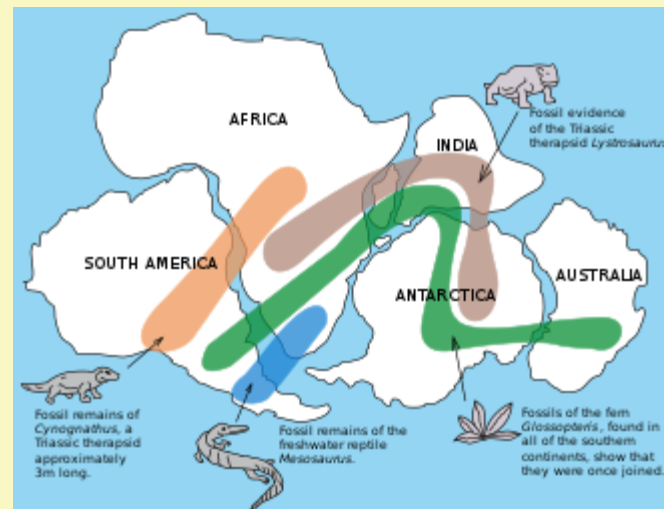 AFRICA
Fossil evidence
of the Triassic
therapsid Lystrosaurus.
INDIA
SOUTH AMERICA
ANTARCTICA
AUSTRALIA
Fossil remains of
Cynognathus, a
Triassic therapsid
approximately
3m long.
Fossil remains of the
freshwater reptile
Mesosaurus.
Fossils of the fern
Glossopteris, found in
all of the southern
continents, show that
they were once joined.